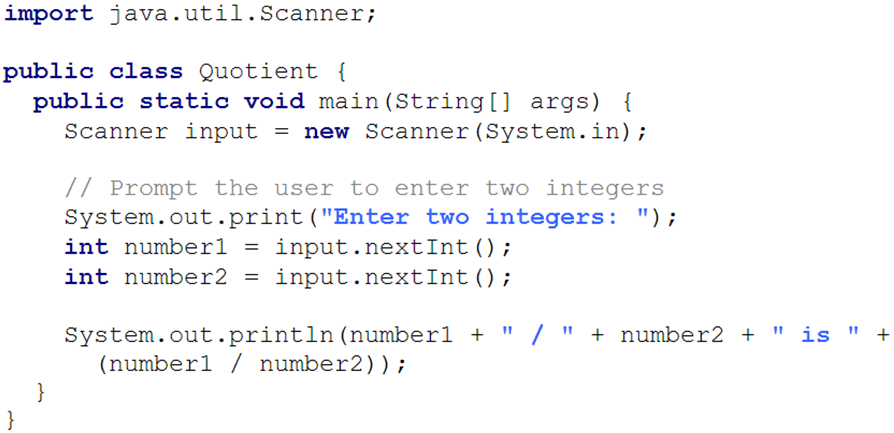 import java.util.Scanner;
public class Quotient {
  public static void main(String[] args) {
    Scanner input = new Scanner(System.in);
    // Prompt the user to enter two integers
    System.out.print("Enter two integers: ");
    int number1 = input.nextInt();
    int number2 = input.nextInt();
    System.out.println(number1 + " / " + number2 + " is " +
      (number1 / number2));
  }
}